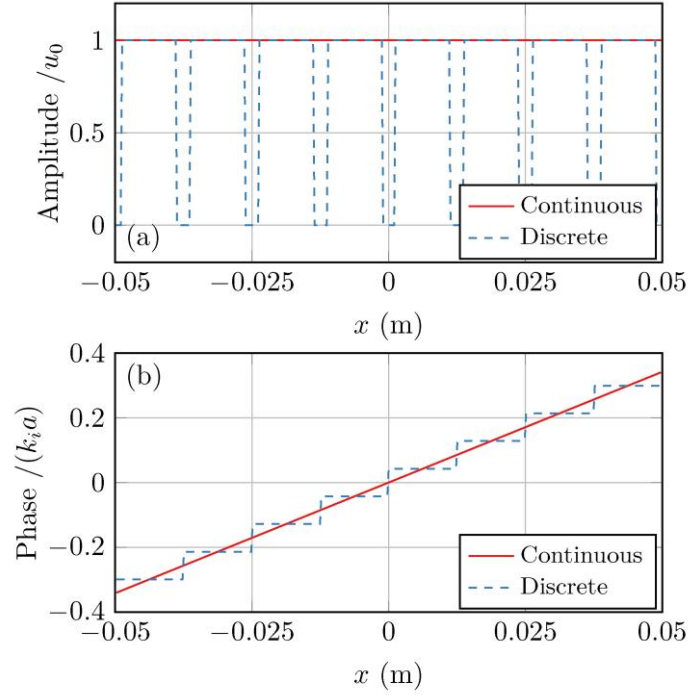 Amplitude /u₀
1
0.5
0
(a)
Continuous
Discrete
−0.05 −0.025 0 0.025 0.05
x (m)
Phase /(kᵢa)
0.4
0.2
0
−0.2
−0.4
(b)
Continuous
Discrete
−0.05 −0.025 0 0.025 0.05
x (m)